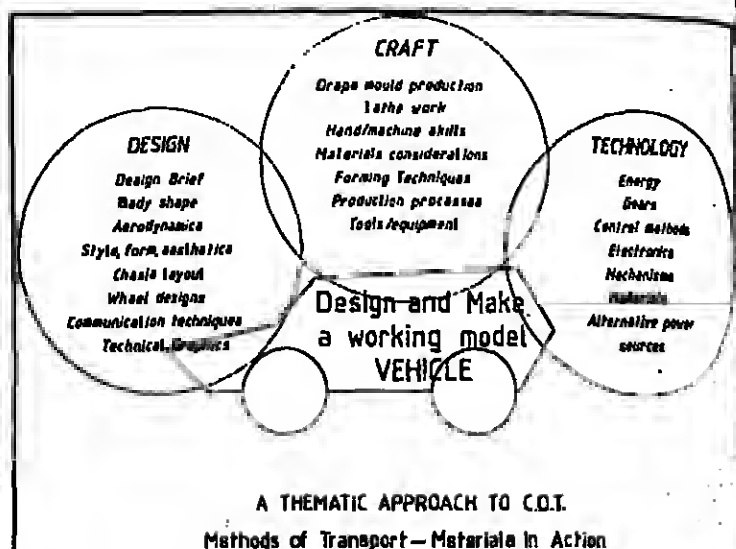 CRAFT
Drape mould production
Lathe work
Hand/machine skills
Materials considerations
Forming Techniques
Production processes
Tools/equipment
DESIGN
Design Brief
Body shape
Aerodynamics
Style, form, aesthetics
Chasis layout
Wheel designs
Communication techniques
Technical Graphics
TECHNOLOGY
Energy
Gears
Control methods
Electronics
Mechanisms
Materials
Alternative power
sources
Design and Make
a working model
VEHICLE
A THEMATIC APPROACH TO C.D.T.
Methods of Transport — Materials In Action